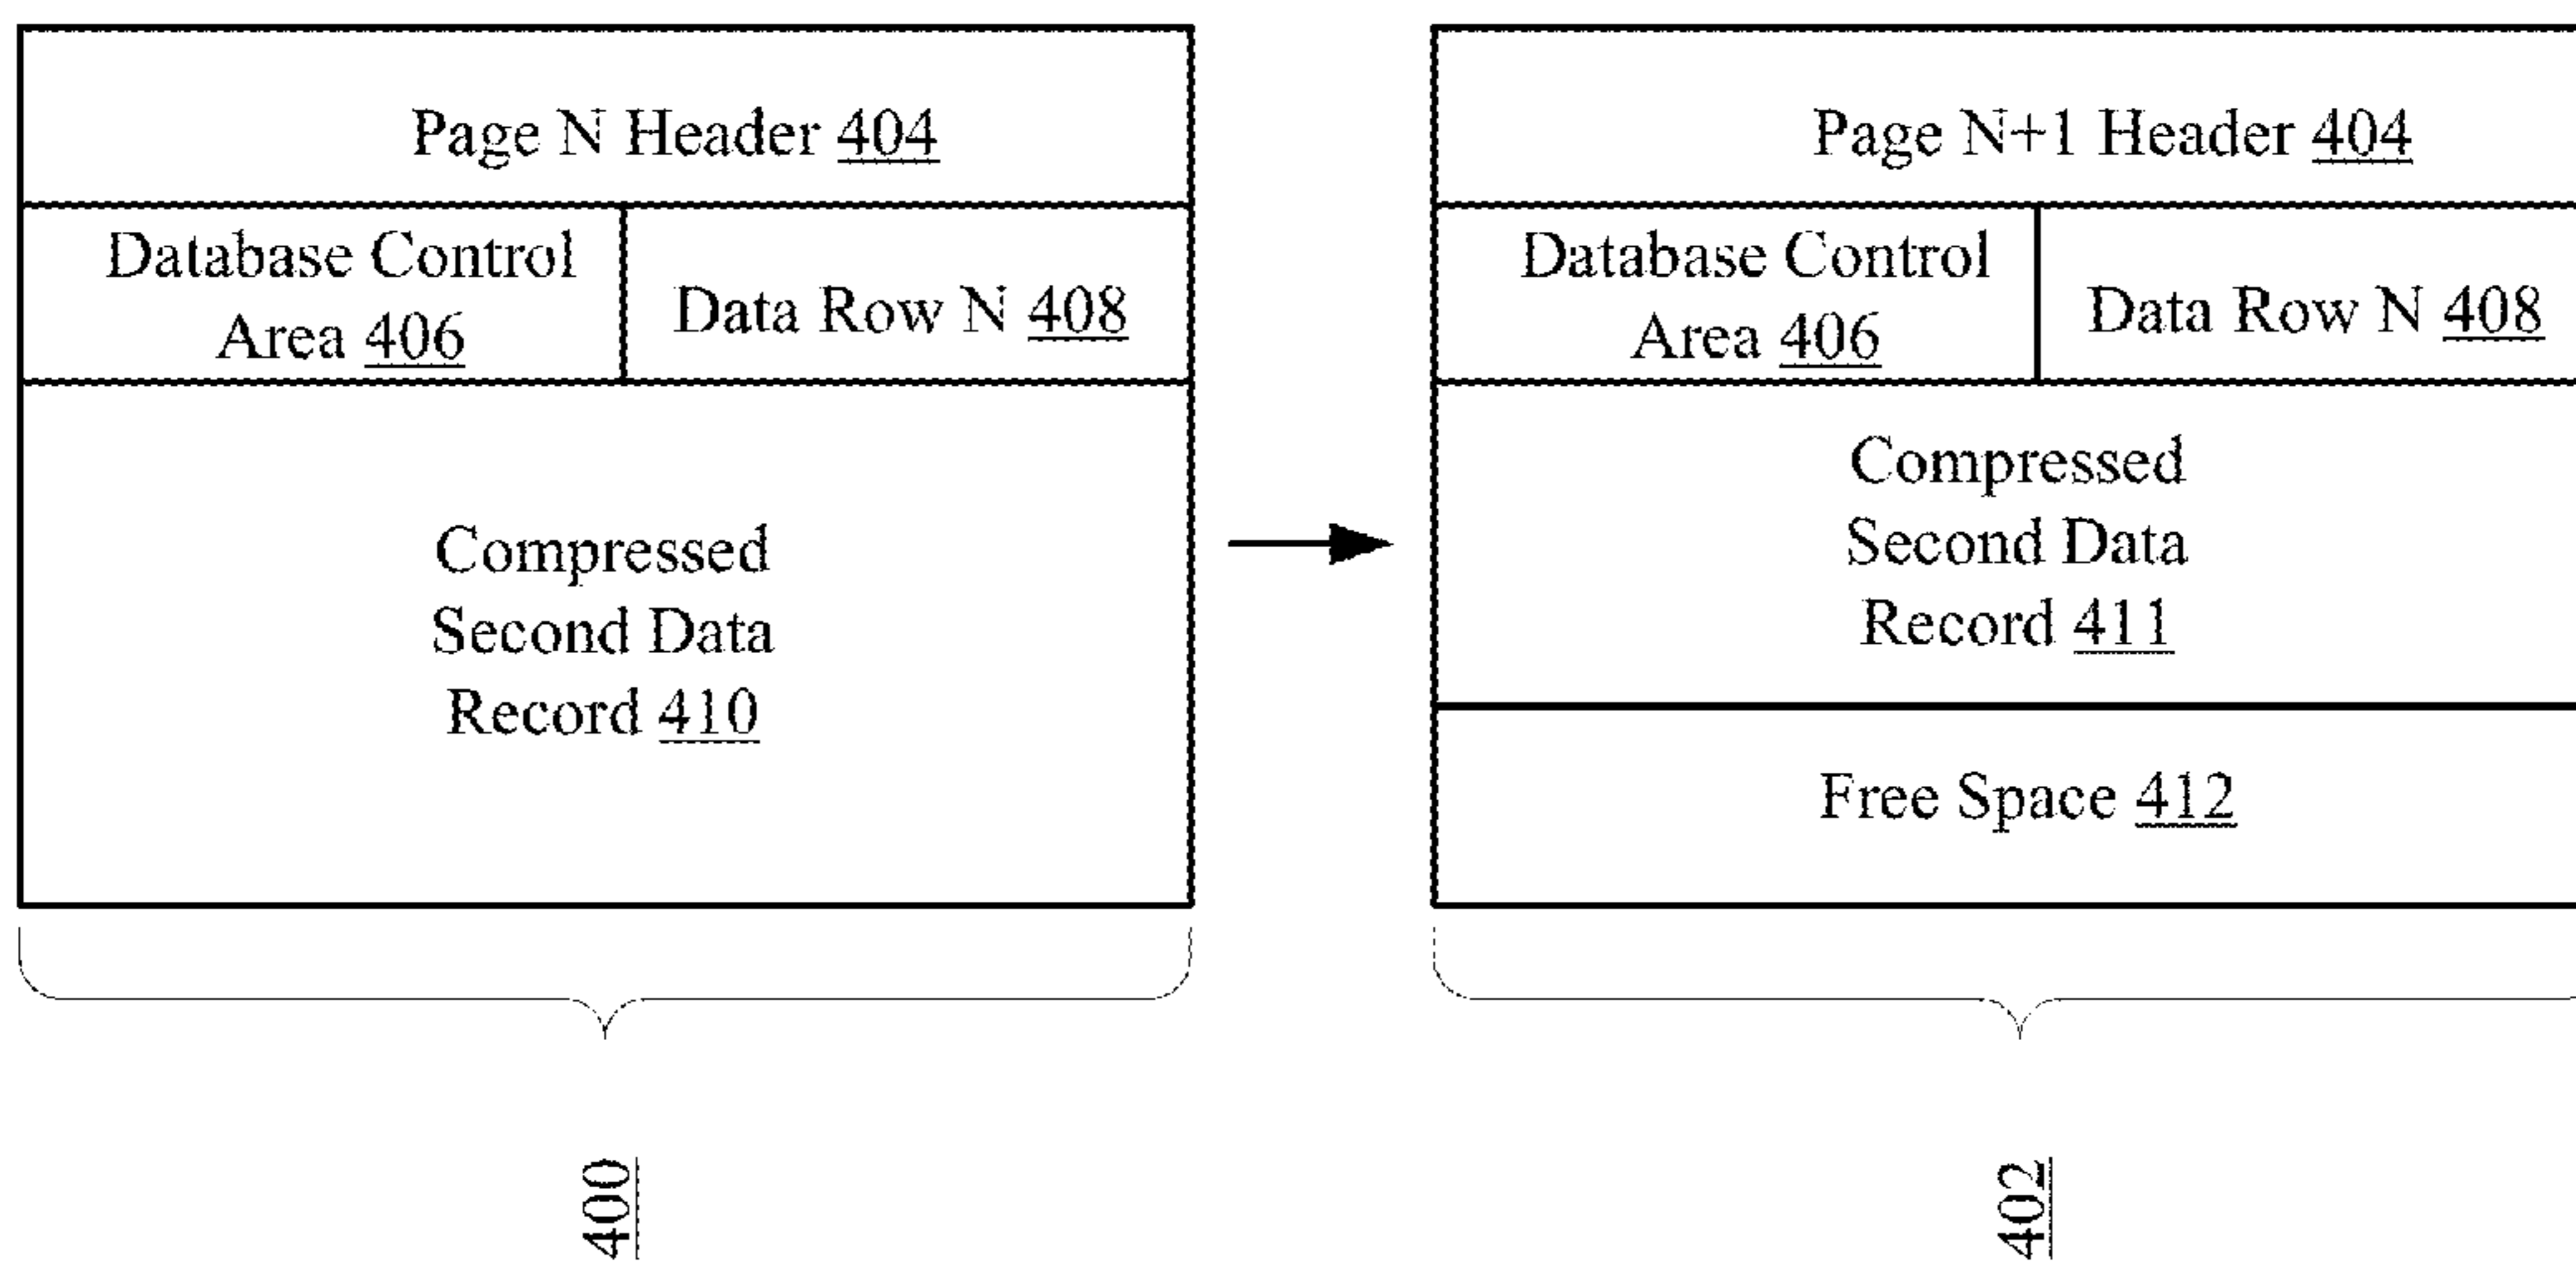 Page N Header 404
Database Control
Area 406
Data Row N 408
Compressed
Second Data
Record 410
400
Page N+1 Header 404
Database Control
Area 406
Data Row N 408
Compressed
Second Data
Record 411
Free Space 412
402